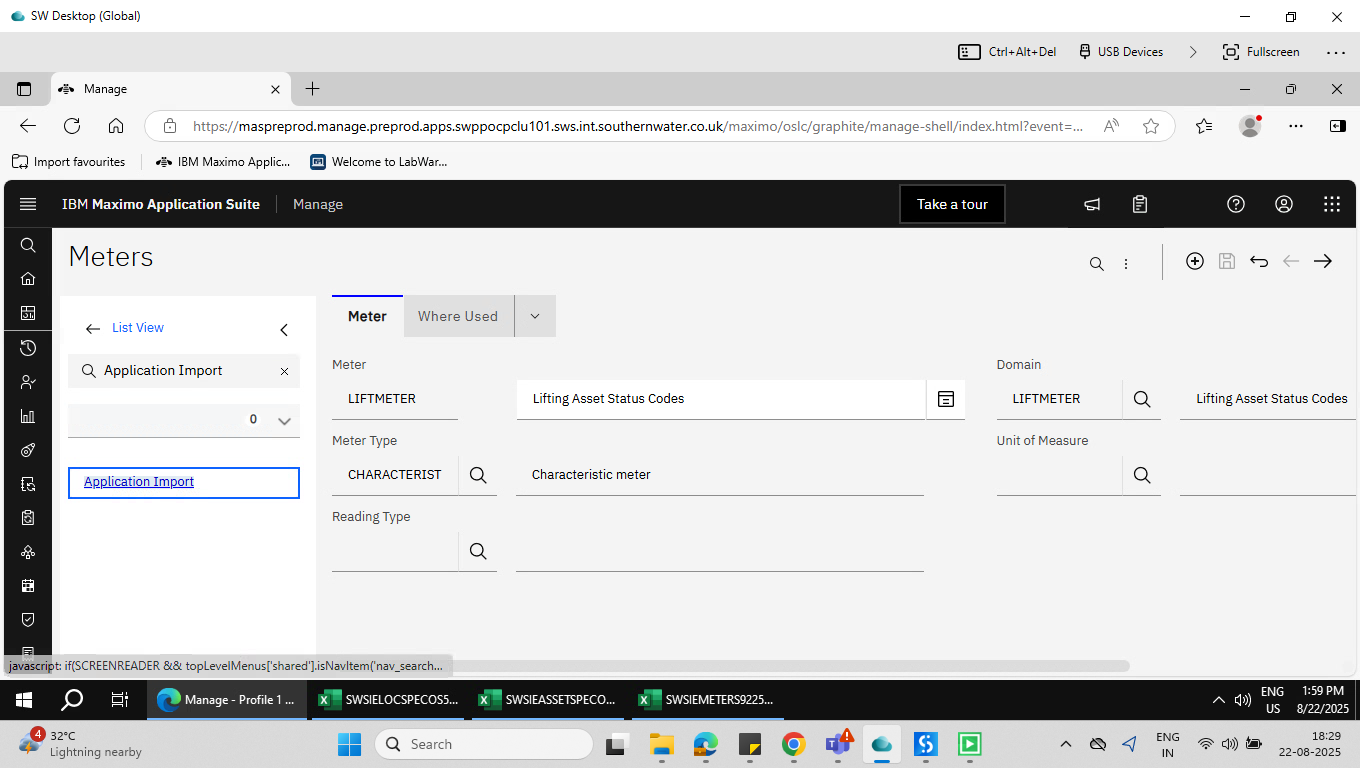 SW Desktop (Global)
Ctrl+Alt+Del
USB Devices
Fullscreen
Manage
https://maspreprod.manage.preprod.apps.swppocpclu101.sws.int.southernwater.co.uk/maximo/oslc/graphite/manage-shell/index.html?event=...
Import favourites
IBM Maximo Applic...
Welcome to LabWar...
IBM Maximo Application Suite
Manage
Take a tour
Meters
List View
Application Import
0
Application Import
Meter
Where Used
Meter
Domain
LIFTMETER
Lifting Asset Status Codes
LIFTMETER
Lifting Asset Status Codes
Meter Type
Unit of Measure
CHARACTERIST
Characteristic meter
Reading Type
javascript: if(SCREENREADER && topLevelMenus['shared'].isNavItem('nav_search...
Manage - Profile 1 ...
SWSIELOCSPECOS5...
SWSIEASSETSPECO...
SWSIEMETERS9225...
ENG
US
1:59 PM
8/22/2025
4
32°C
Lightning nearby
Search
ENG
IN
18:29
22-08-2025